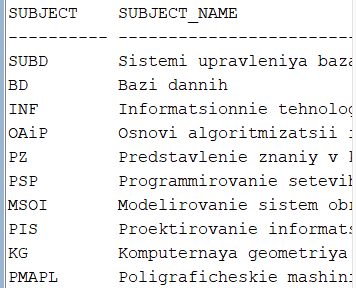 SUBJECT SUBJECT_NAME
---------- --------------------
SUBD Sistemi upravleniya baza
BD Bazi dannih
INF Informatsionnie tehnolog
OAiP Osnovi algoritmizatsii i
PZ Predstavlenie znaniy v k
PSP Programmirovanie setevih
MSOI Modelirovanie sistem obr
PIS Proektirovanie informats
KG Komputernaya geometriya
PMAPL Poligraficheskie mashini